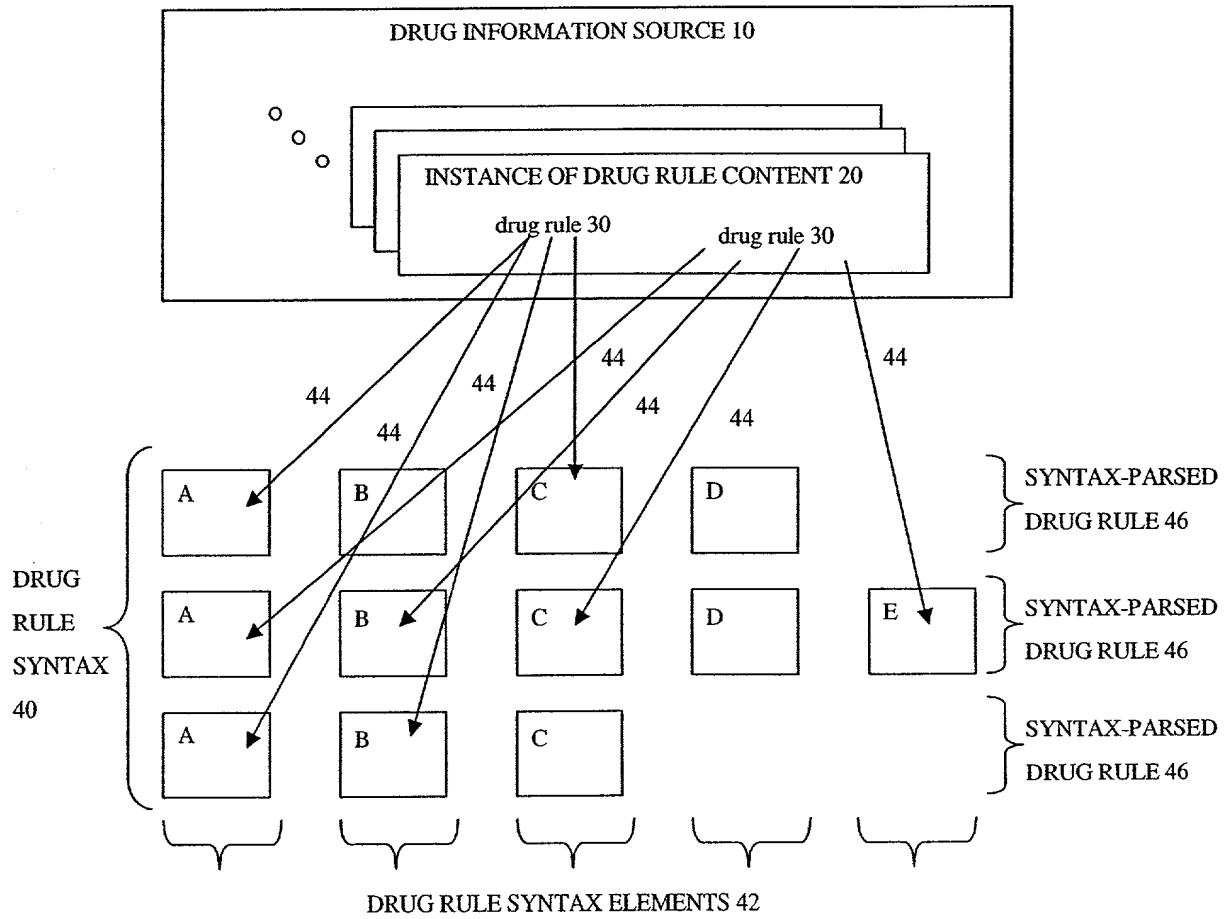 DRUG INFORMATION SOURCE 10
INSTANCE OF DRUG RULE CONTENT 20
drug rule 30
drug rule 30
44
44
44
44
44
44
44
A
B
C
D
SYNTAX-PARSED
DRUG RULE 46
DRUG
RULE
SYNTAX
40
A
B
C
D
E
SYNTAX-PARSED
DRUG RULE 46
A
B
C
SYNTAX-PARSED
DRUG RULE 46
DRUG RULE SYNTAX ELEMENTS 42